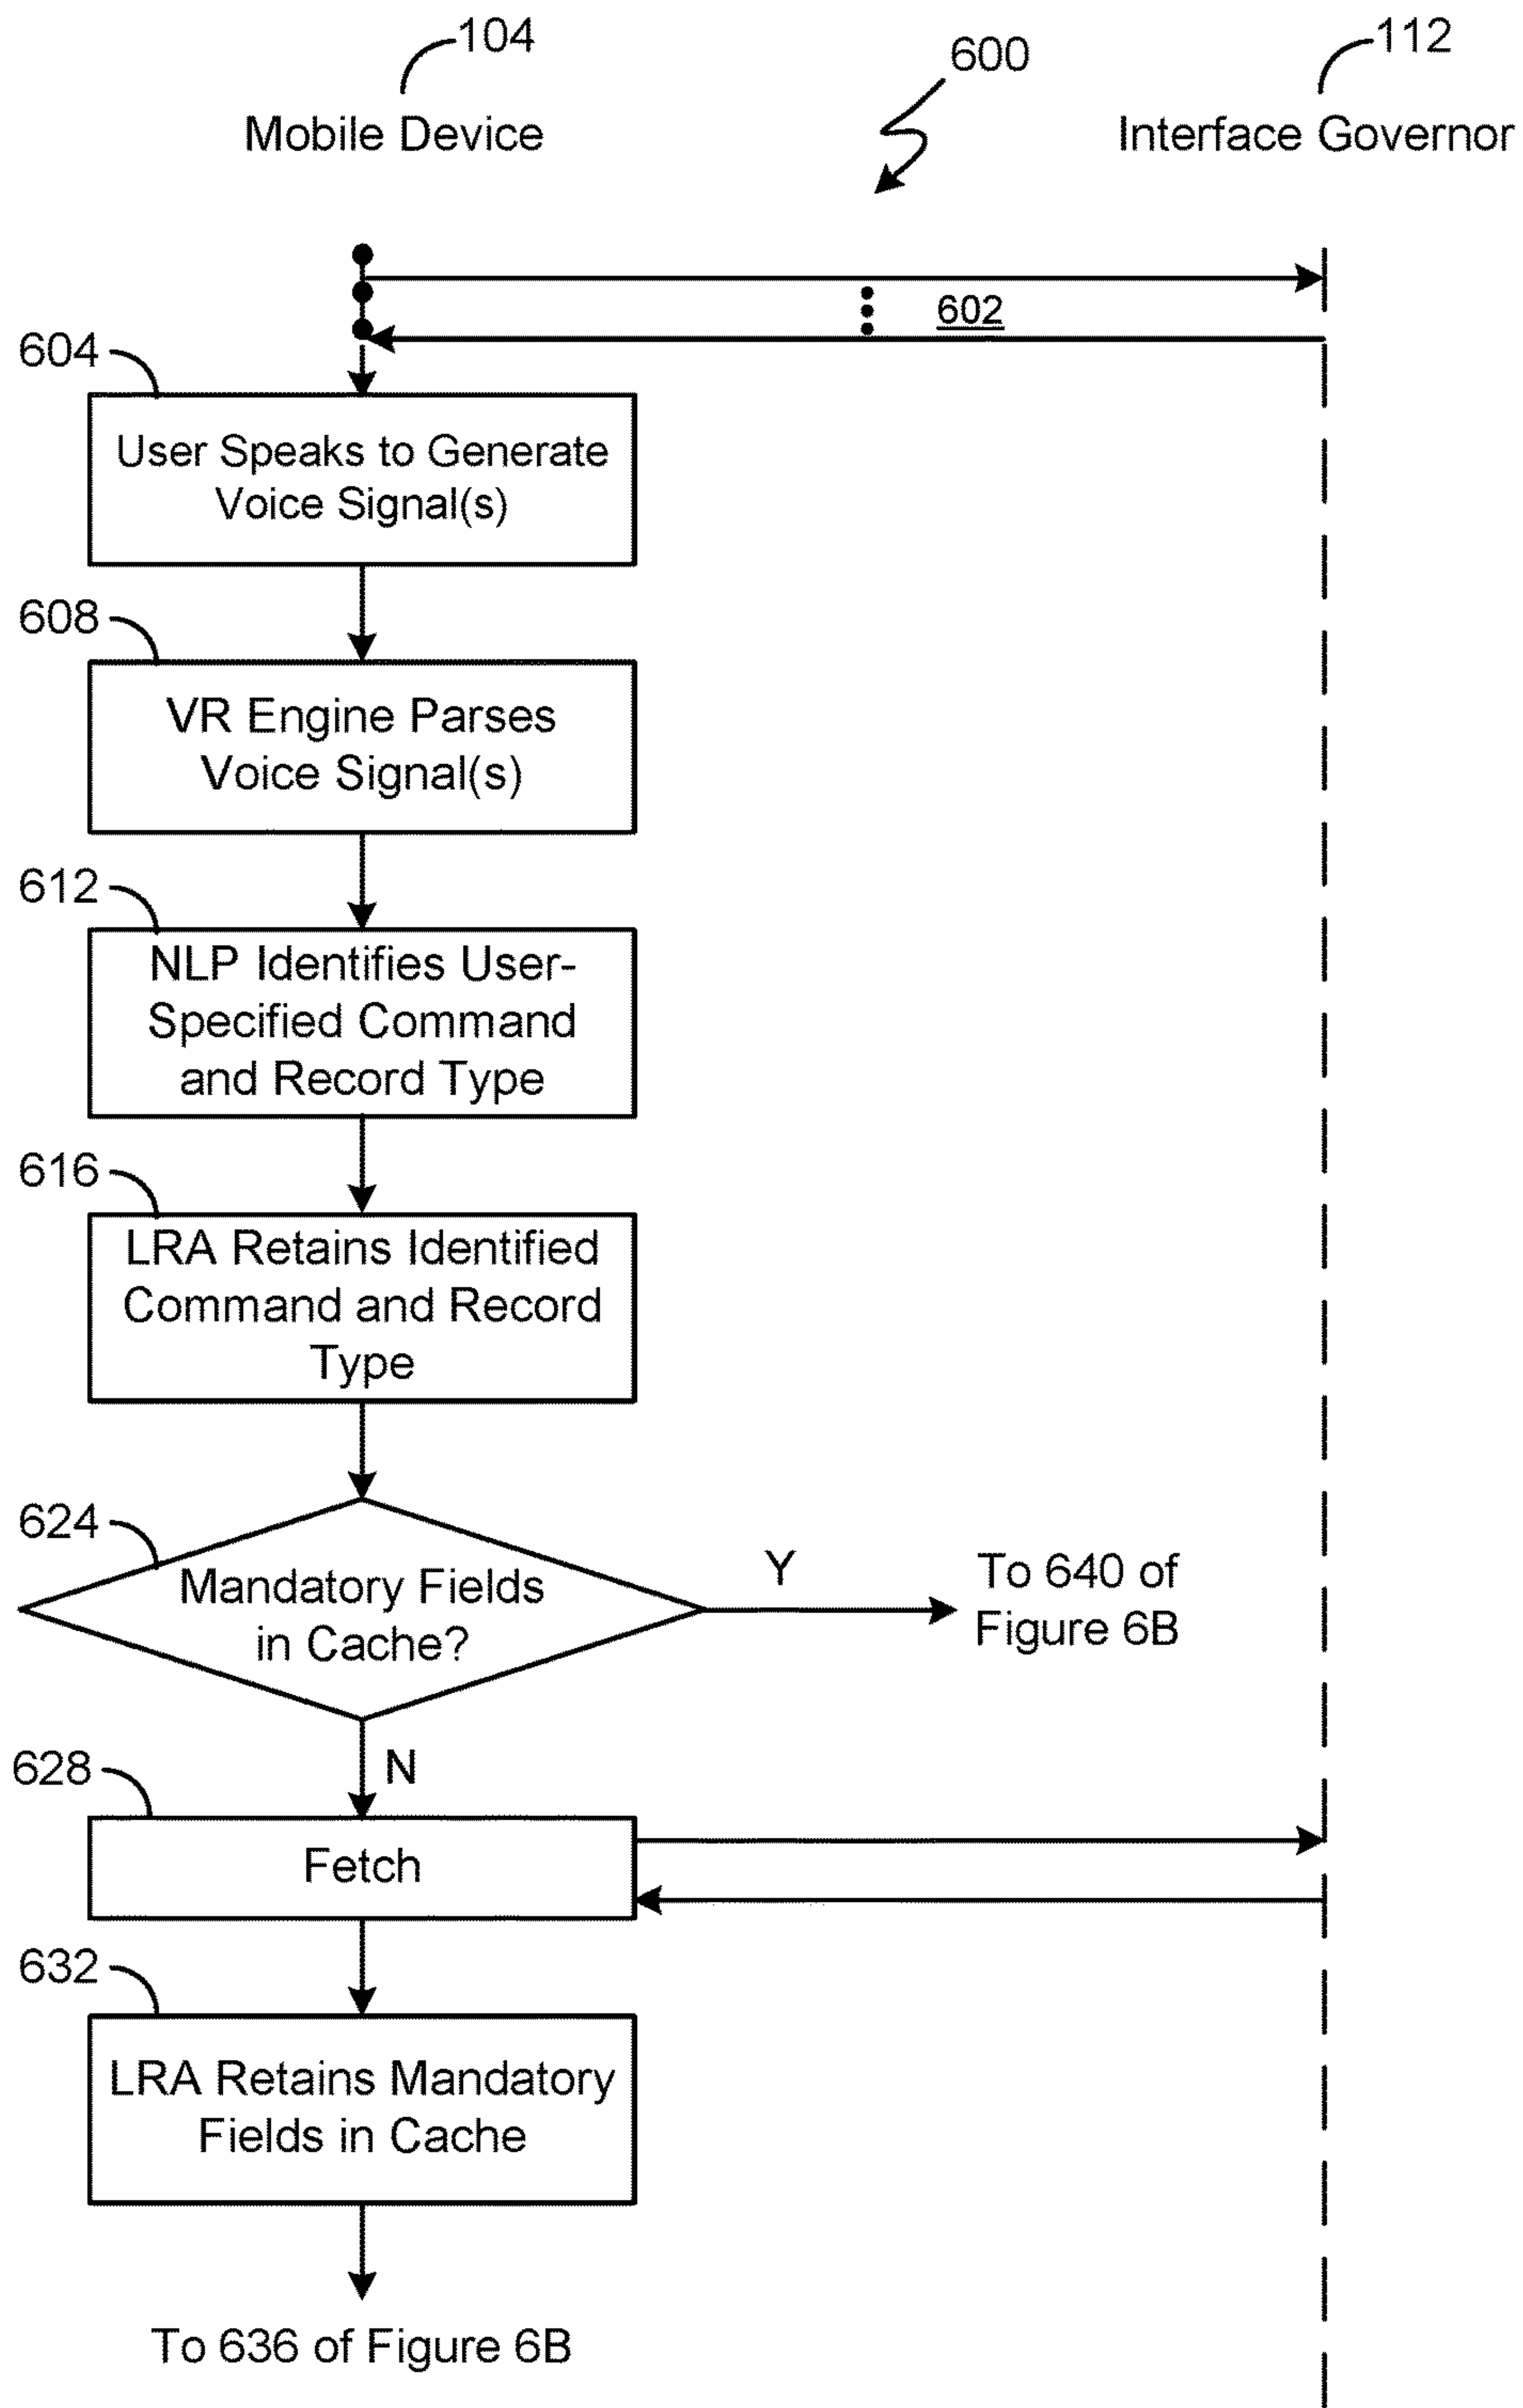 104
600
112
Mobile Device
Interface Governor
602
604
User Speaks to Generate
Voice Signal(s)
608
VR Engine Parses
Voice Signal(s)
612
NLP Identifies User-
Specified Command
and Record Type
616
LRA Retains Identified
Command and Record
Type
624
Mandatory Fields
in Cache?
Y
To 640 of
Figure 6B
N
628
Fetch
632
LRA Retains Mandatory
Fields in Cache
To 636 of Figure 6B